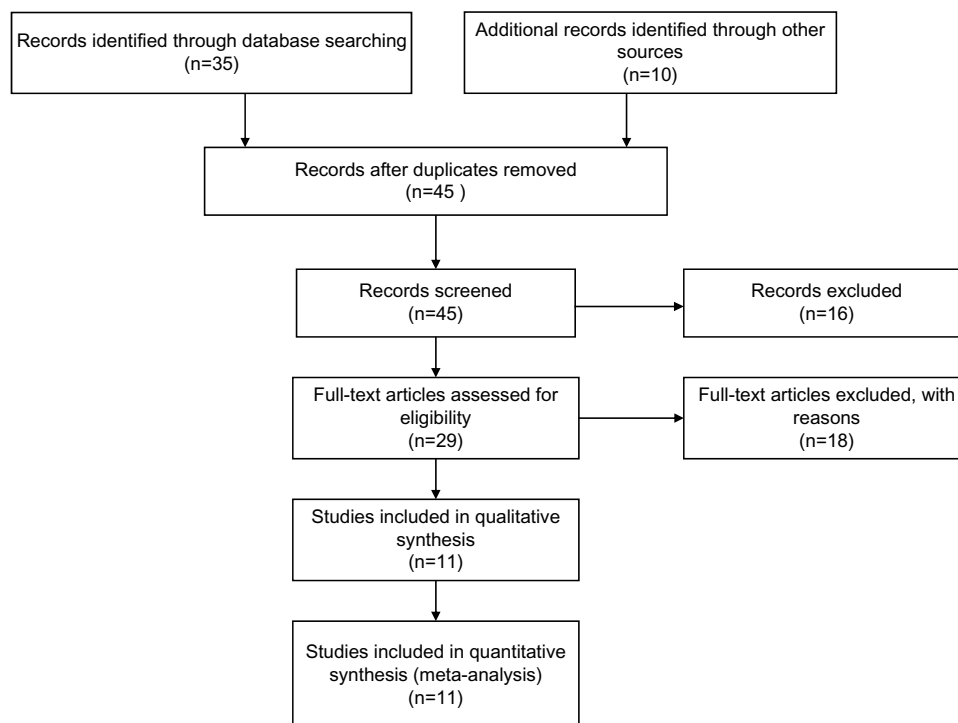 Records identified through database searching
(n=35)
Additional records identified through other
sources
(n=10)
Records after duplicates removed
(n=45 )
Records screened
(n=45)
Records excluded
(n=16)
Full-text articles assessed for
eligibility
(n=29)
Full-text articles excluded, with
reasons
(n=18)
Studies included in qualitative
synthesis
(n=11)
Studies included in quantitative
synthesis (meta-analysis)
(n=11)